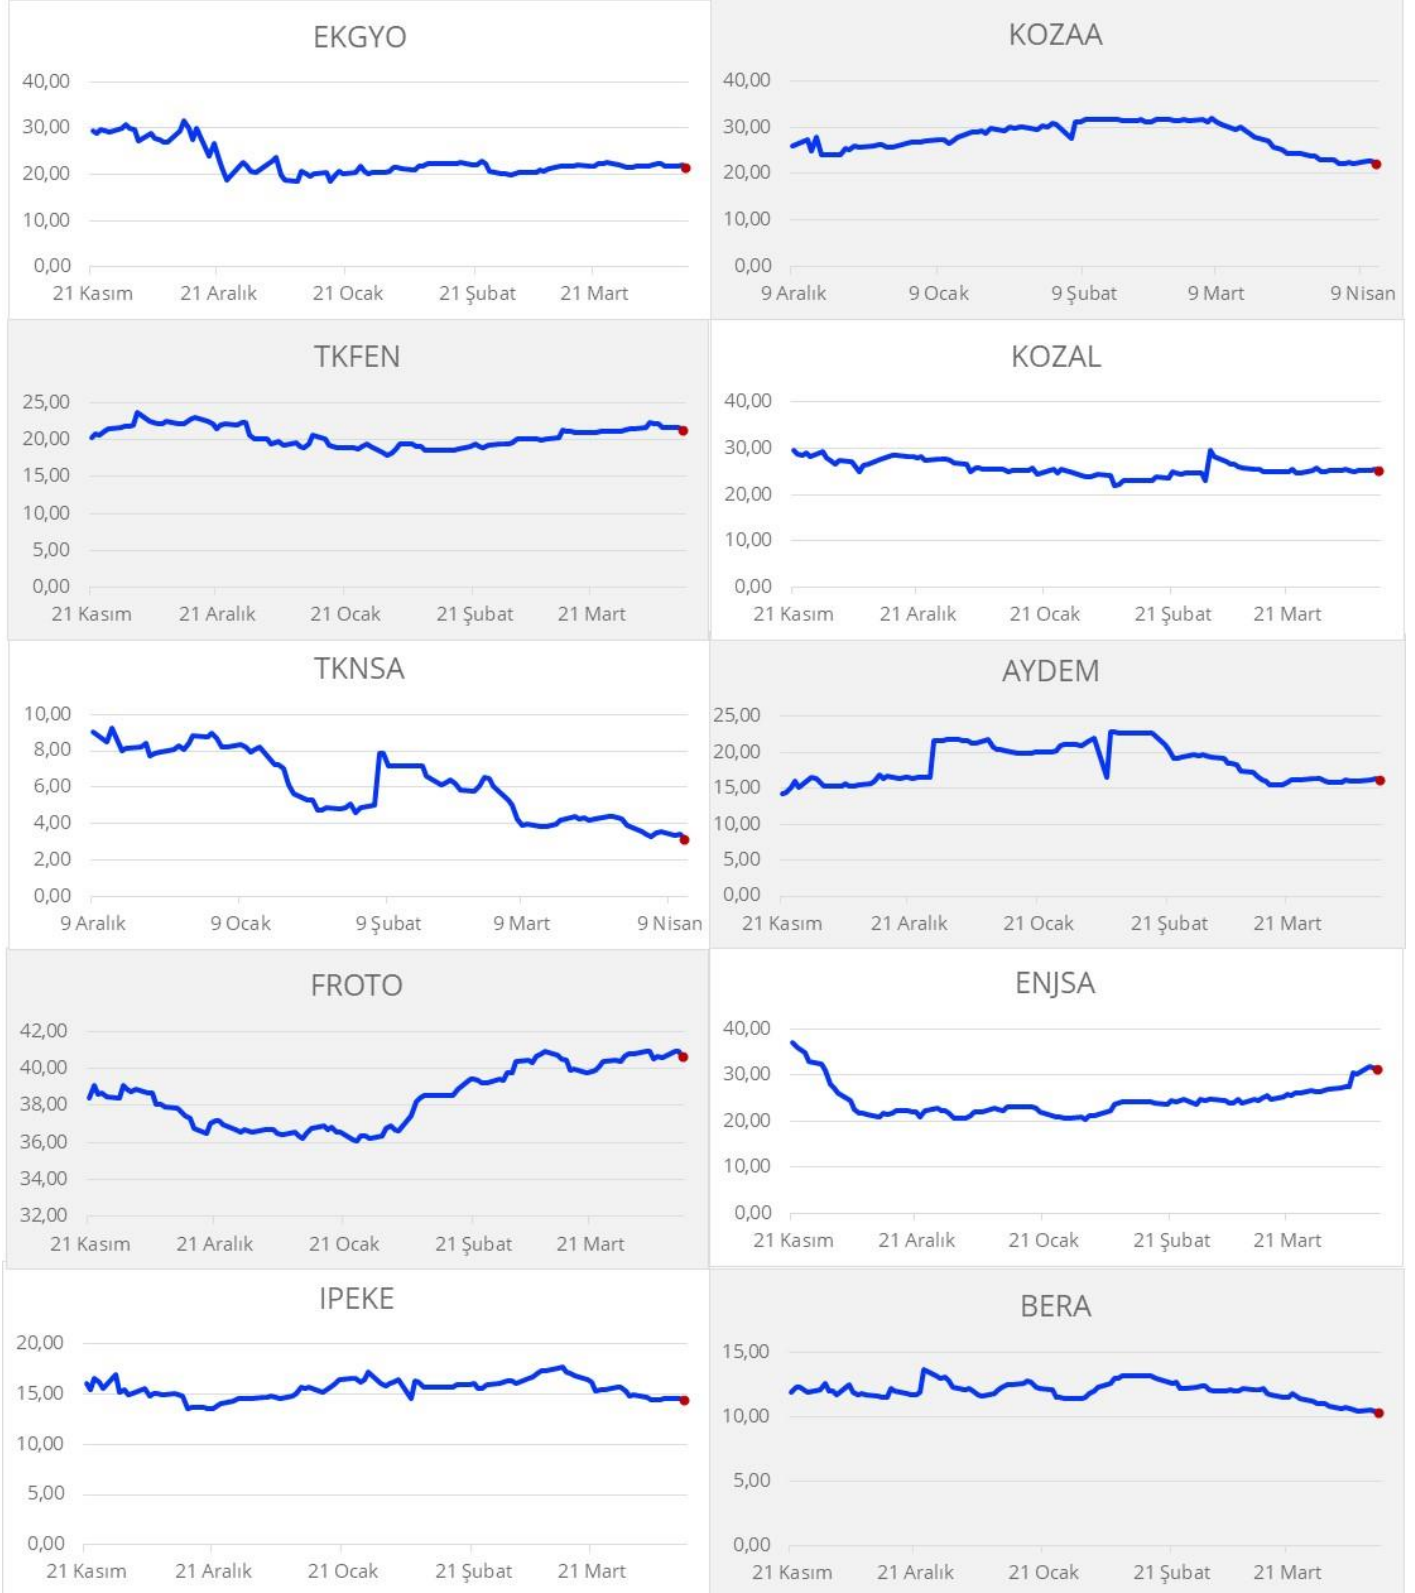 EKGYO
40,00
30,00
20,00
10,00
0,00
21 Kasım 21 Aralık 21 Ocak 21 Şubat 21 Mart
KOZAA
40,00
30,00
20,00
10,00
0,00
9 Aralık 9 Ocak 9 Şubat 9 Mart 9 Nisan
TKFEN
25,00
20,00
15,00
10,00
5,00
0,00
21 Kasım 21 Aralık 21 Ocak 21 Şubat 21 Mart
KOZAL
40,00
30,00
20,00
10,00
0,00
21 Kasım 21 Aralık 21 Ocak 21 Şubat 21 Mart
TKNSA
10,00
8,00
6,00
4,00
2,00
0,00
9 Aralık 9 Ocak 9 Şubat 9 Mart 9 Nisan
AYDEM
25,00
20,00
15,00
10,00
5,00
0,00
21 Kasım 21 Aralık 21 Ocak 21 Şubat 21 Mart
FROTO
42,00
40,00
38,00
36,00
34,00
32,00
21 Kasım 21 Aralık 21 Ocak 21 Şubat 21 Mart
ENJSA
40,00
30,00
20,00
10,00
0,00
21 Kasım 21 Aralık 21 Ocak 21 Şubat 21 Mart
IPEKE
20,00
15,00
10,00
5,00
0,00
21 Kasım 21 Aralık 21 Ocak 21 Şubat 21 Mart
BERA
15,00
10,00
5,00
0,00
21 Kasım 21 Aralık 21 Ocak 21 Şubat 21 Mart